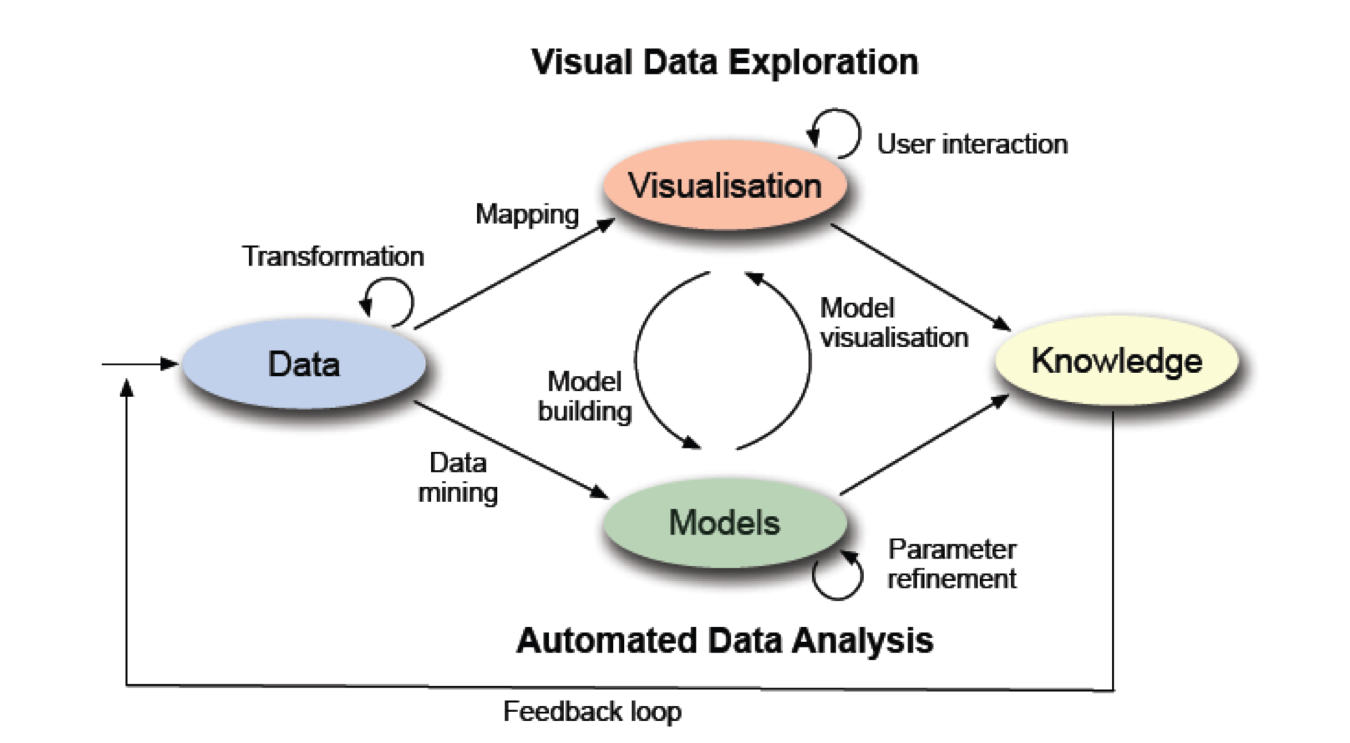 Visual Data Exploration
User interaction
Visualisation
Mapping
Transformation
Model
visualisation
Data
Knowledge
Model
building
Data
mining
Models
Parameter
refinement
Automated Data Analysis
Feedback loop